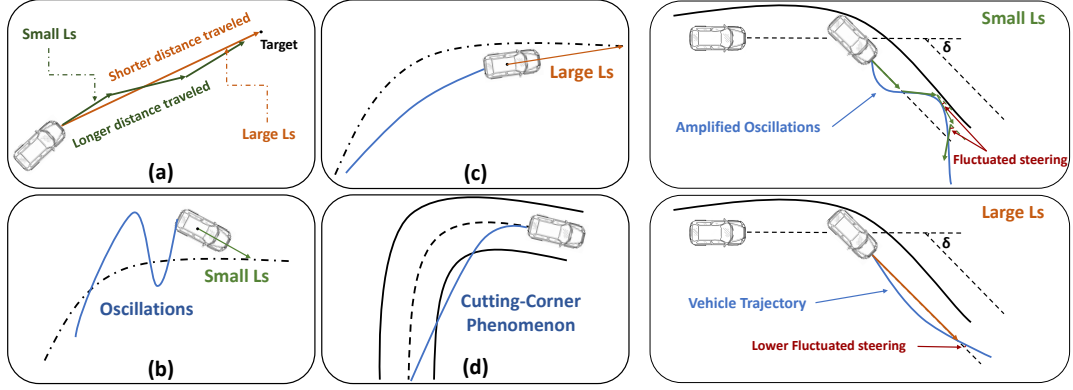 Small Ls
Shorter distance traveled
Target
Longer distance traveled
Large Ls
(a)
Large Ls
(c)
Small Ls
δ
Amplified Oscillations
Fluctuated steering
Small Ls
Oscillations
(b)
Cutting-Corner
Phenomenon
(d)
Large Ls
δ
Vehicle Trajectory
Lower Fluctuated steering